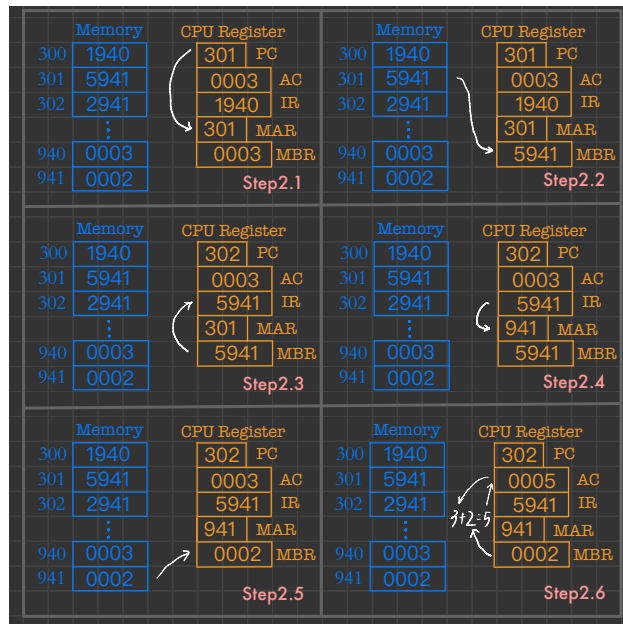 Memory CPU Register
300 1940 301 PC
301 5941 0003 AC
302 2941 1940 IR
⋮ 301 MAR
940 0003 0003 MBR
941 0002
Step2.1
Memory CPU Register
300 1940 301 PC
301 5941 0003 AC
302 2941 1940 IR
⋮ 301 MAR
940 0003 5941 MBR
941 0002
Step2.2
Memory CPU Register
300 1940 302 PC
301 5941 0003 AC
302 2941 5941 IR
⋮ 301 MAR
940 0003 5941 MBR
941 0002
Step2.3
Memory CPU Register
300 1940 302 PC
301 5941 0003 AC
302 2941 5941 IR
⋮ 941 MAR
940 0003 5941 MBR
941 0002
Step2.4
Memory CPU Register
300 1940 302 PC
301 5941 0003 AC
302 2941 5941 IR
⋮ 941 MAR
940 0003 0002 MBR
941 0002
Step2.5
Memory CPU Register
300 1940 302 PC
301 5941 0005 AC
302 2941 5941 IR
3+2=5
⋮ 941 MAR
940 0003 0002 MBR
941 0002
Step2.6